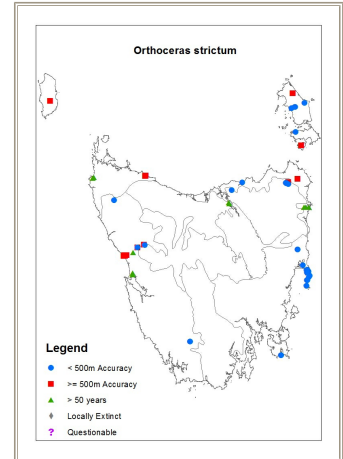 Orthoceras strictum
Legend
< 500m Accuracy
>= 500m Accuracy
> 50 years
Locally Extinct
? Questionable